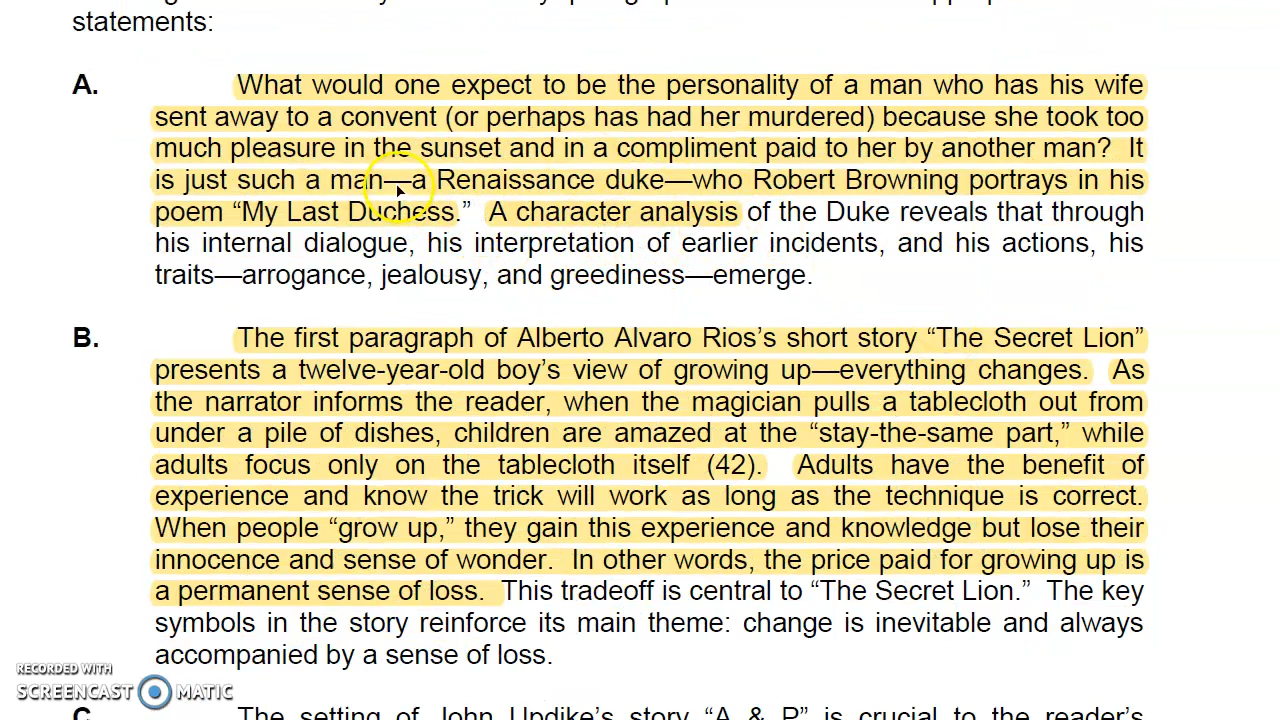 statements:
A. What would one expect to be the personality of a man who has his wife
sent away to a convent (or perhaps has had her murdered) because she took too
much pleasure in the sunset and in a compliment paid to her by another man? It
is just such a man—a Renaissance duke—who Robert Browning portrays in his
poem “My Last Duchess.” A character analysis of the Duke reveals that through
his internal dialogue, his interpretation of earlier incidents, and his actions, his
traits—arrogance, jealousy, and greediness—emerge.
B. The first paragraph of Alberto Alvaro Rios’s short story “The Secret Lion”
presents a twelve-year-old boy’s view of growing up—everything changes. As
the narrator informs the reader, when the magician pulls a tablecloth out from
under a pile of dishes, children are amazed at the “stay-the-same part,” while
adults focus only on the tablecloth itself (42). Adults have the benefit of
experience and know the trick will work as long as the technique is correct.
When people “grow up,” they gain this experience and knowledge but lose their
innocence and sense of wonder. In other words, the price paid for growing up is
a permanent sense of loss. This tradeoff is central to “The Secret Lion.” The key
symbols in the story reinforce its main theme: change is inevitable and always
accompanied by a sense of loss.
RECORDED WITH
SCREENCAST MATIC
C. The setting of John Updike’s story “A & P” is crucial to the reader’s